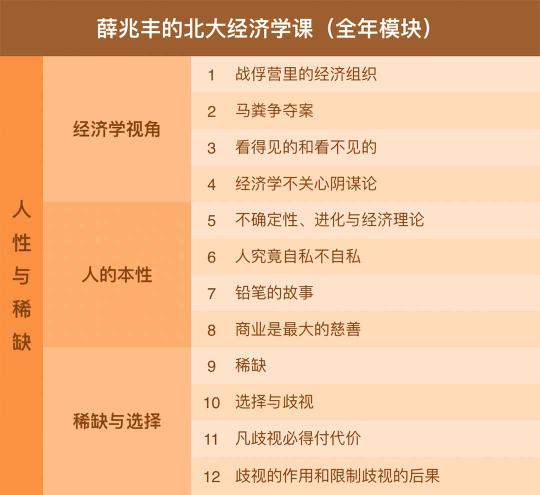 薛兆丰的北大经济学课（全年模块）
人性与稀缺
经济学视角
1 战俘营里的经济组织
2 马粪争夺案
3 看得见的和看不见的
4 经济学不关心阴谋论
人的本性
5 不确定性、进化与经济理论
6 人究竟自私不自私
7 铅笔的故事
8 商业是最大的慈善
稀缺与选择
9 稀缺
10 选择与歧视
11 凡歧视必得付代价
12 歧视的作用和限制歧视的后果